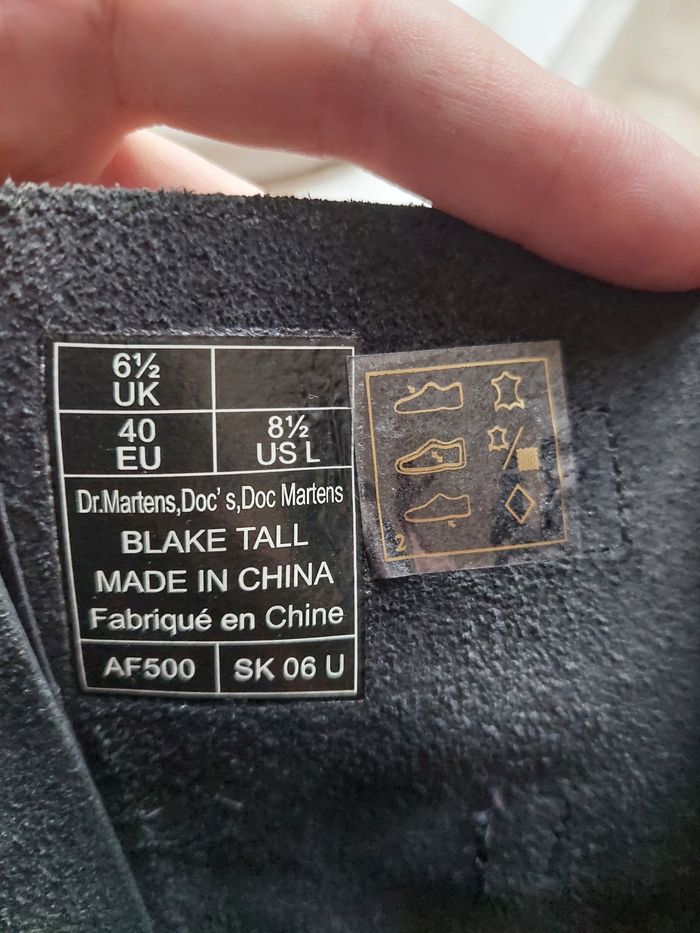 6½
UK
40
EU
8½
US L
Dr.Martens,Doc's,Doc Martens
BLAKE TALL
MADE IN CHINA
Fabriqué en Chine
AF500
SK 06 U
2